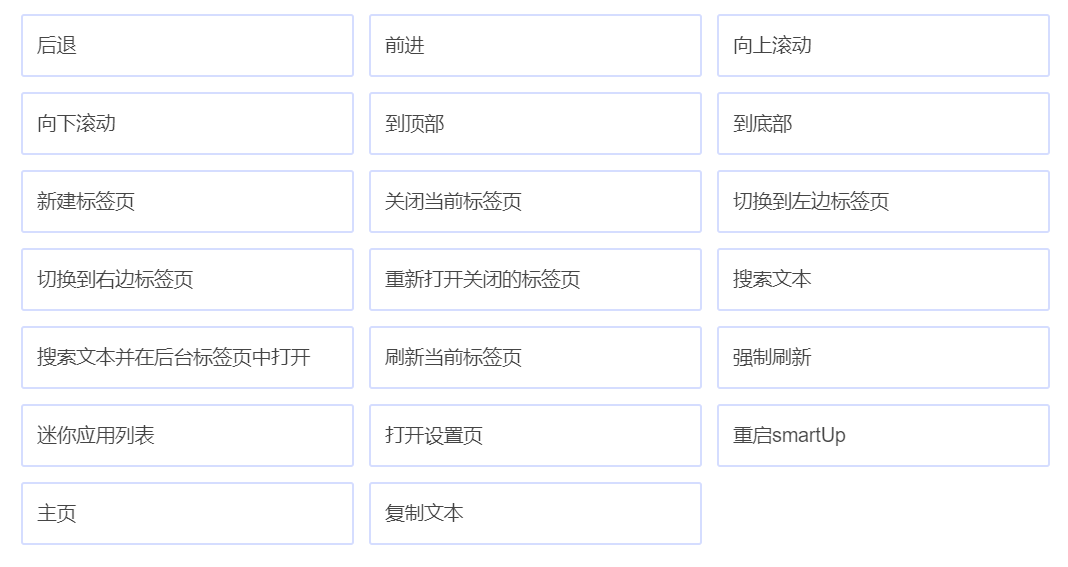 后退
前进
向上滚动
向下滚动
到顶部
到底部
新建标签页
关闭当前标签页
切换到左边标签页
切换到右边标签页
重新打开关闭的标签页
搜索文本
搜索文本并在后台标签页中打开
刷新当前标签页
强制刷新
迷你应用列表
打开设置页
重启smartUp
主页
复制文本